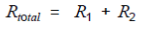 R_total = R_1 + R_2